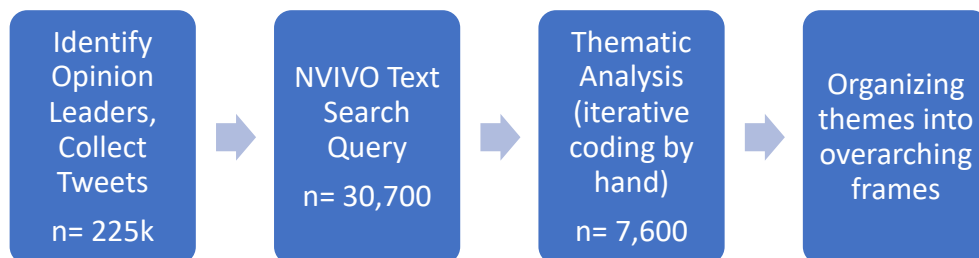 Identify
Opinion
Leaders,
Collect
Tweets
n= 225k
NVIVO Text
Search
Query
n= 30,700
Thematic
Analysis
(iterative
coding by
hand)
n= 7,600
Organizing
themes into
overarching
frames